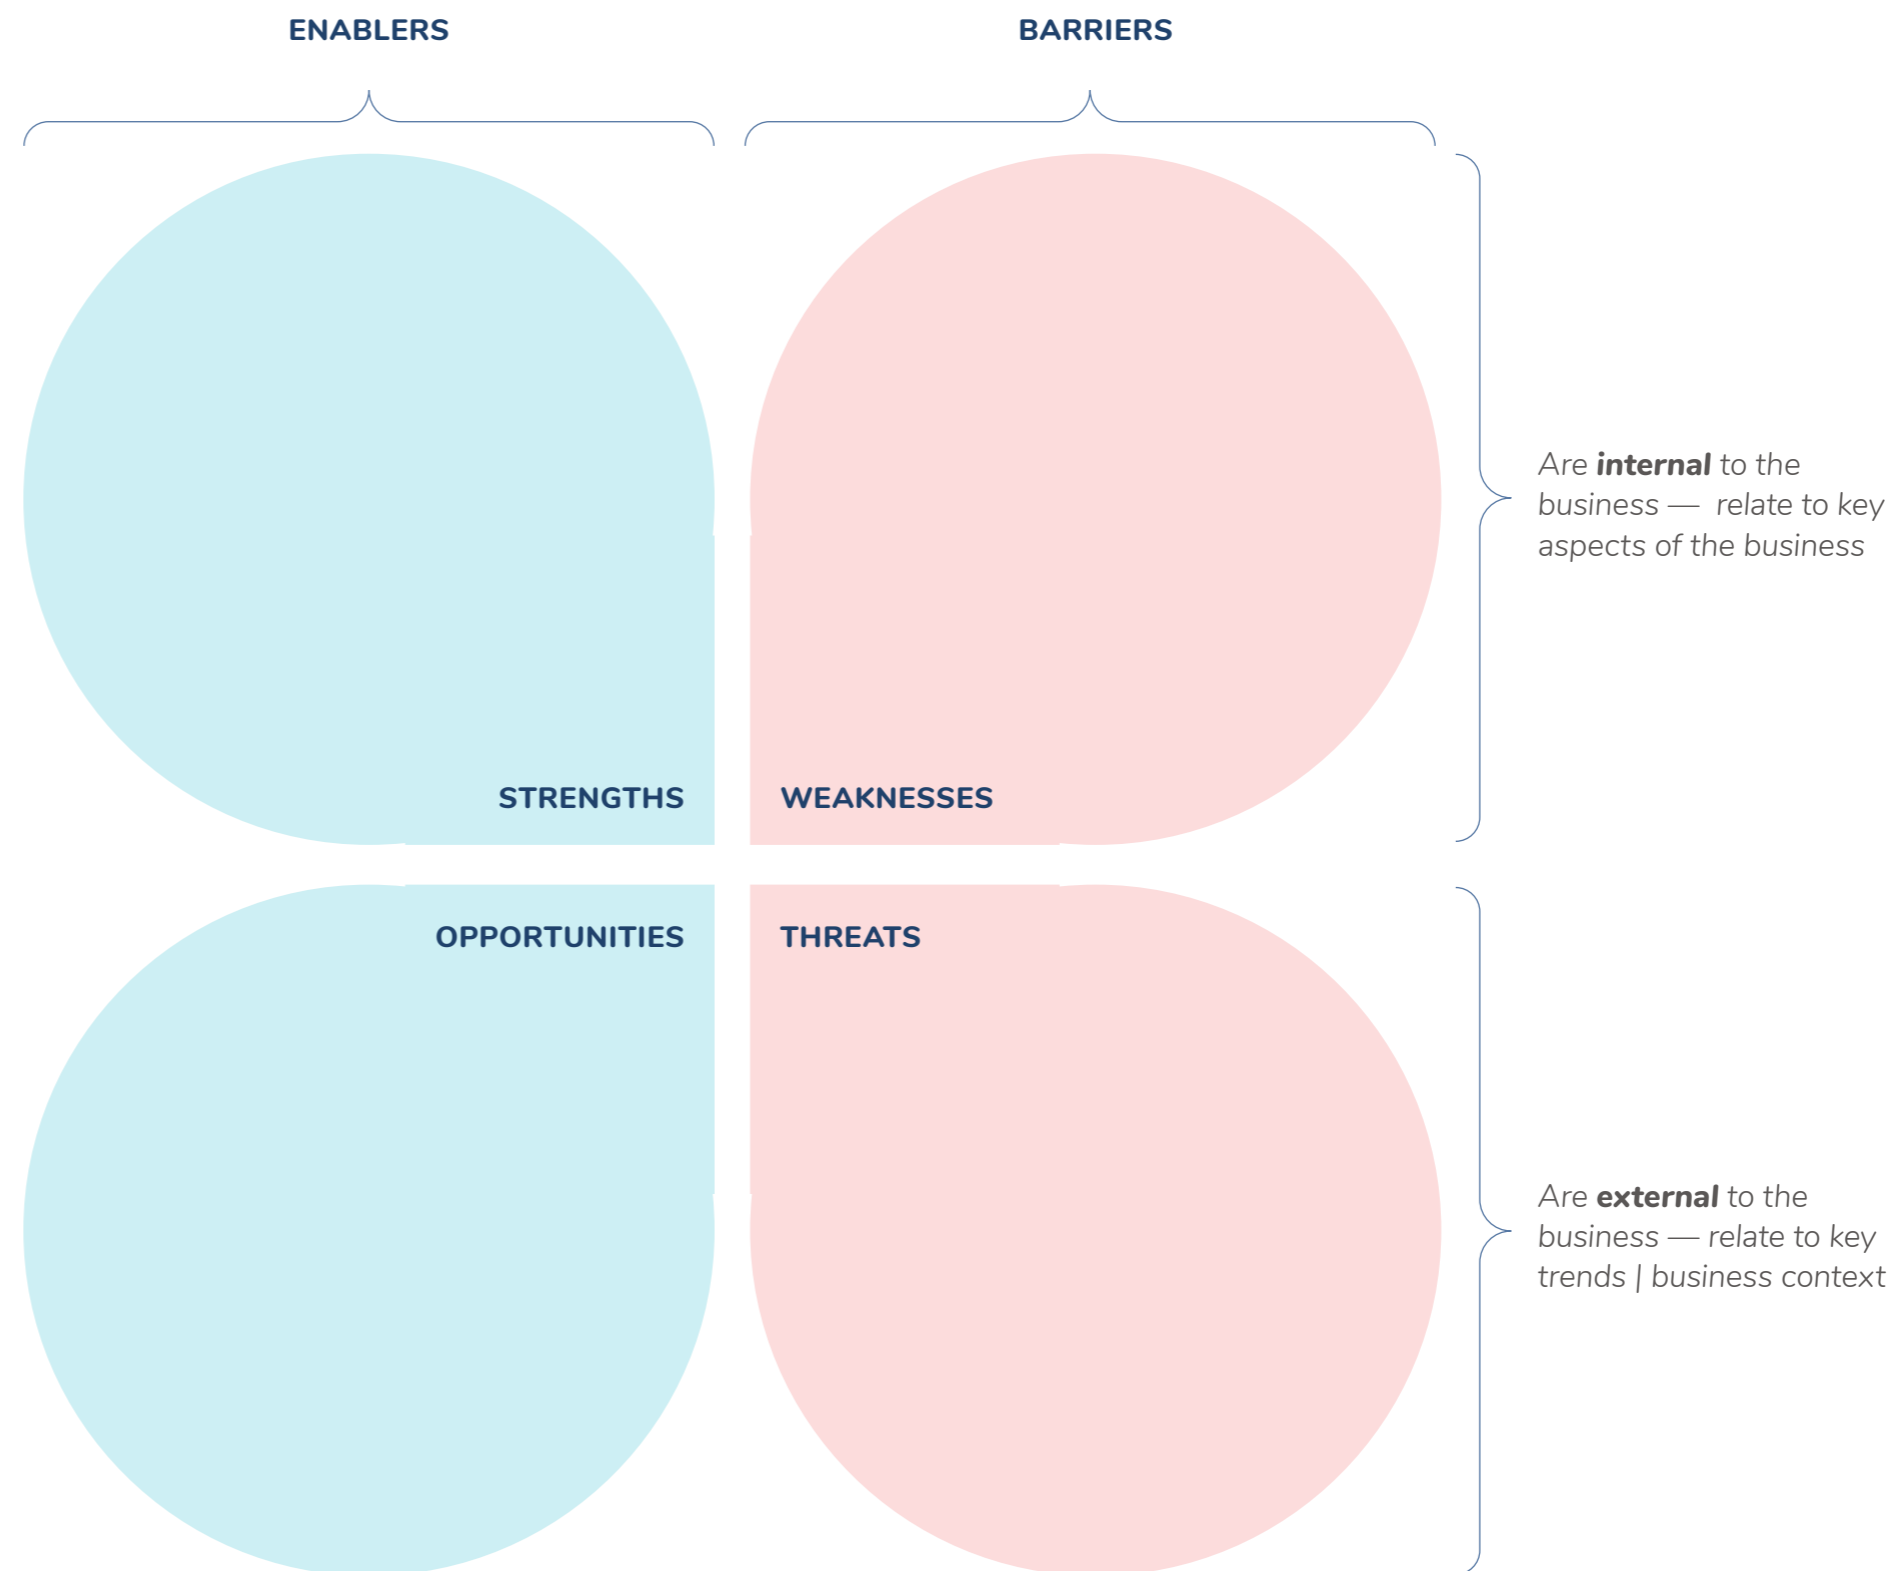 ENABLERS
BARRIERS
Are internal to the
business — relate to key
aspects of the business
STRENGTHS
WEAKNESSES
OPPORTUNITIES
THREATS
Are external to the
business — relate to key
trends | business context